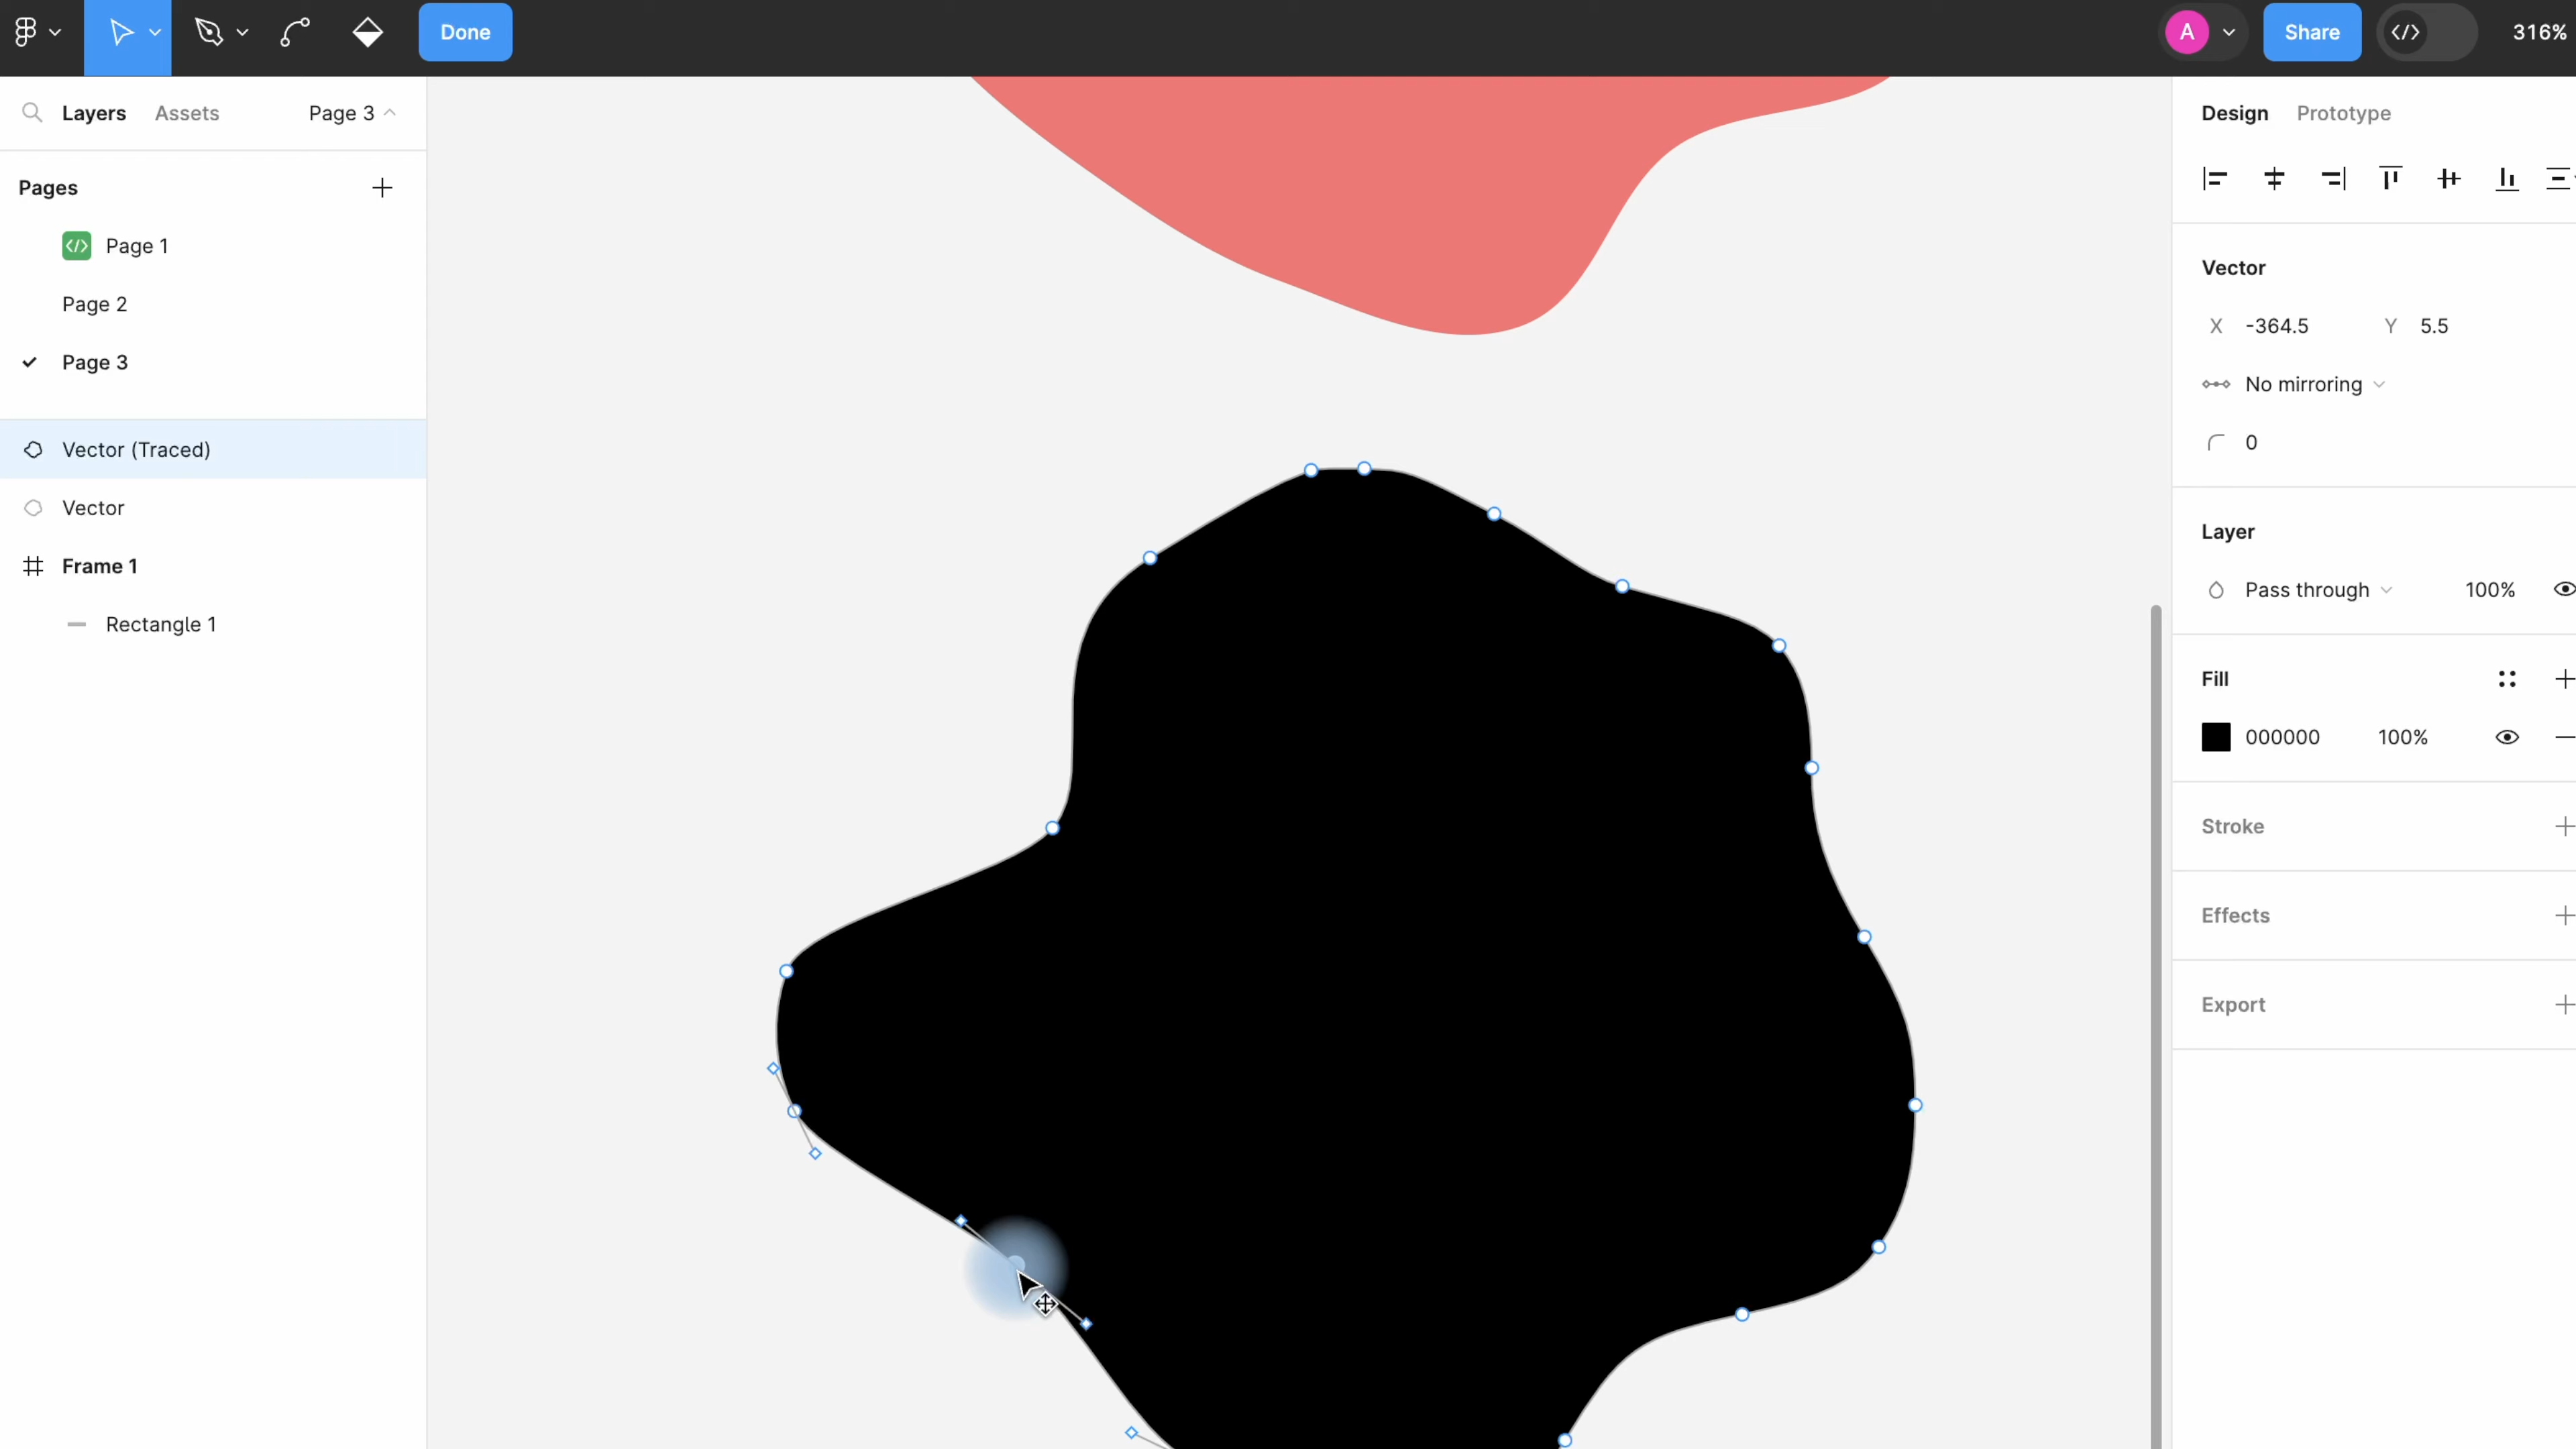 Done
A
Share
316%
Layers
Assets
Page 3
Pages
Page 1
Page 2
Page 3
Vector (Traced)
Vector
Frame 1
Rectangle 1
Design
Prototype
Vector
X -364.5 Y 5.5
No mirroring
0
Layer
Pass through 100%
Fill
000000 100%
Stroke
Effects
Export